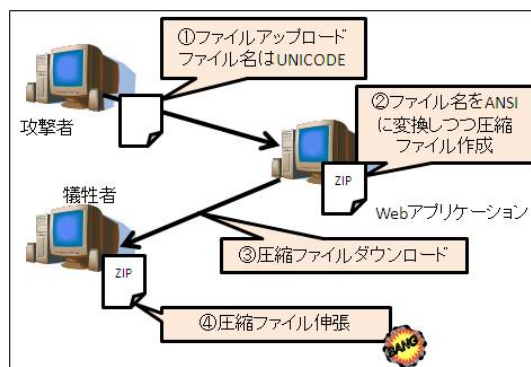 ①ファイルアップロード
ファイル名はUNICODE
攻撃者
②ファイル名をANSI
に変換しつつ圧縮
ファイル作成
ZIP
Webアプリケーション
犠牲者
③圧縮ファイルダウンロード
ZIP
④圧縮ファイル伸張
BANG